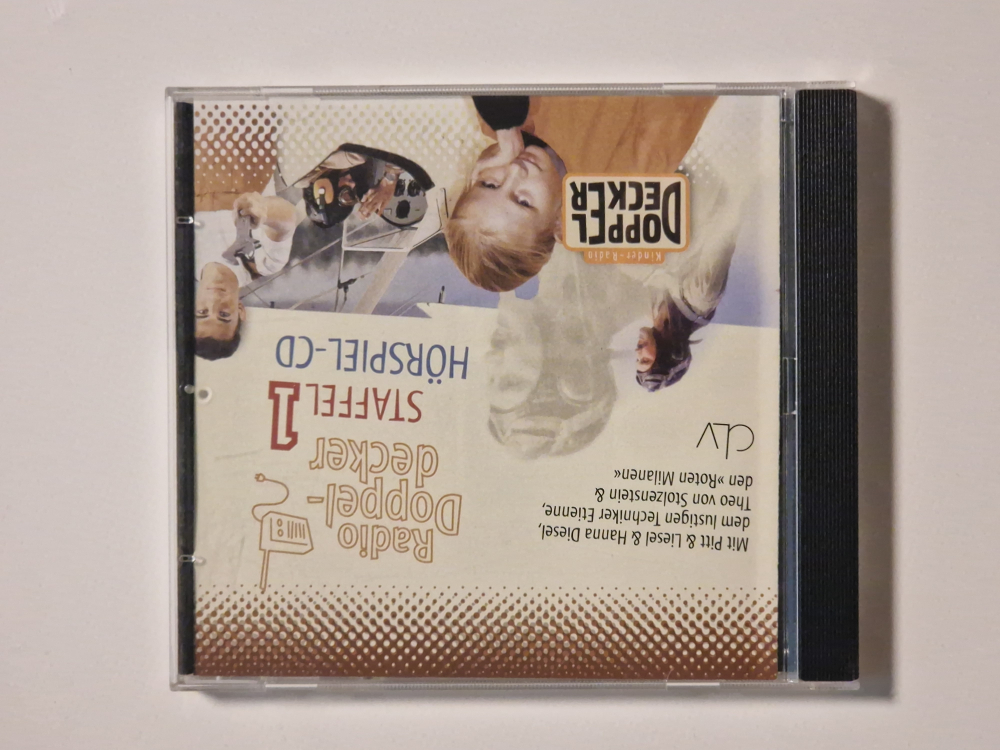 Mit Pitt & Liesel & Hanna Diesel,
dem lustigen Techniker Etienne,
Theo von Stolzenstein &
den »Roten Milanen«
CLV
Radio
Doppel-
decker
STAFFEL 1
HÖRSPIEL-CD
Kinder-Radio
DOPPEL
DECKER